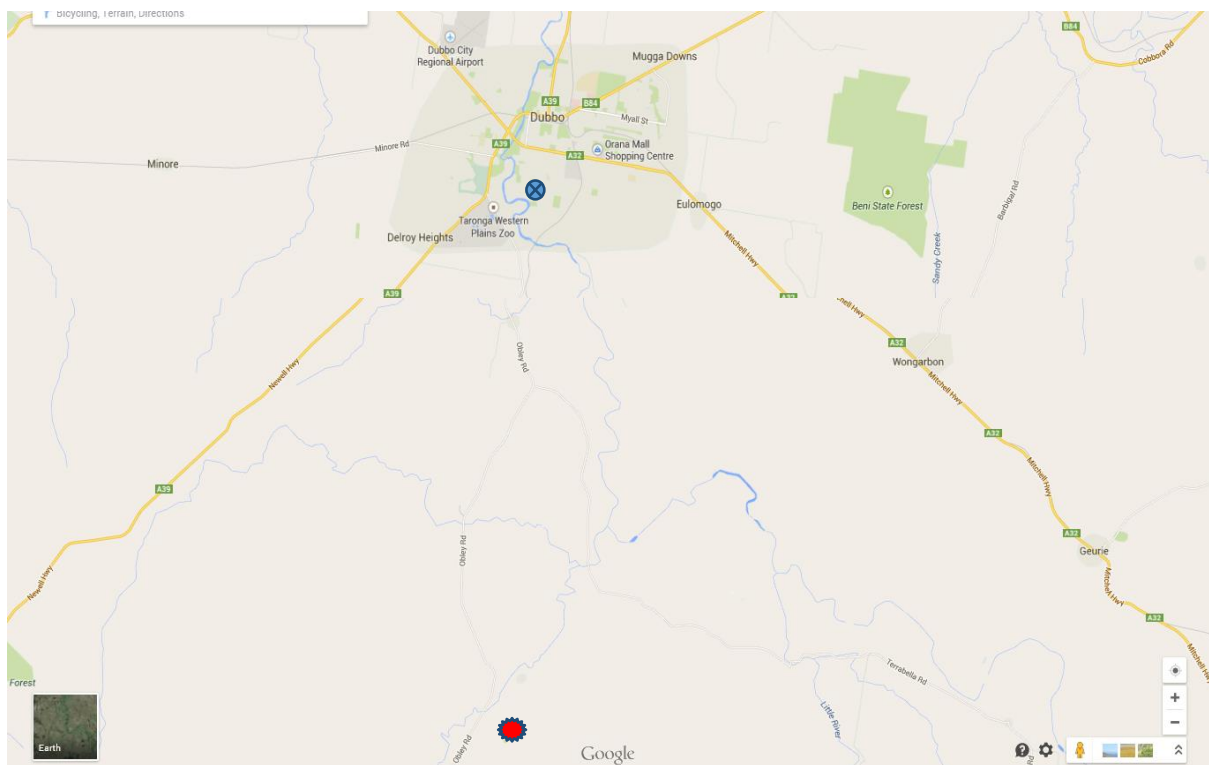 Bicycling, Terrain, Directions
B84
Cobbora Rd
Dubbo City
Regional Airport
Mugga Downs
A39
B84
Dubbo
Myall St
A39
Orana Mall
Shopping Centre
A32
Minore Rd
Minore
Barbigal Rd
Beni State Forest
Eulomogo
Taronga Western
Plains Zoo
Delroy Heights
Mitchell Hwy
Sandy Creek
A39
A32
Obley Rd
A32
Wongarbon
Newell Hwy
Mitchell Hwy
A32
Mitchell Hwy
A39
A32
Geurie
Obley Rd
Newell Hwy
Mitchell Hwy
A32
Mitchell Hwy
Terrabella Rd
Forest
Little River
Earth
Obley Rd
Google
Rd